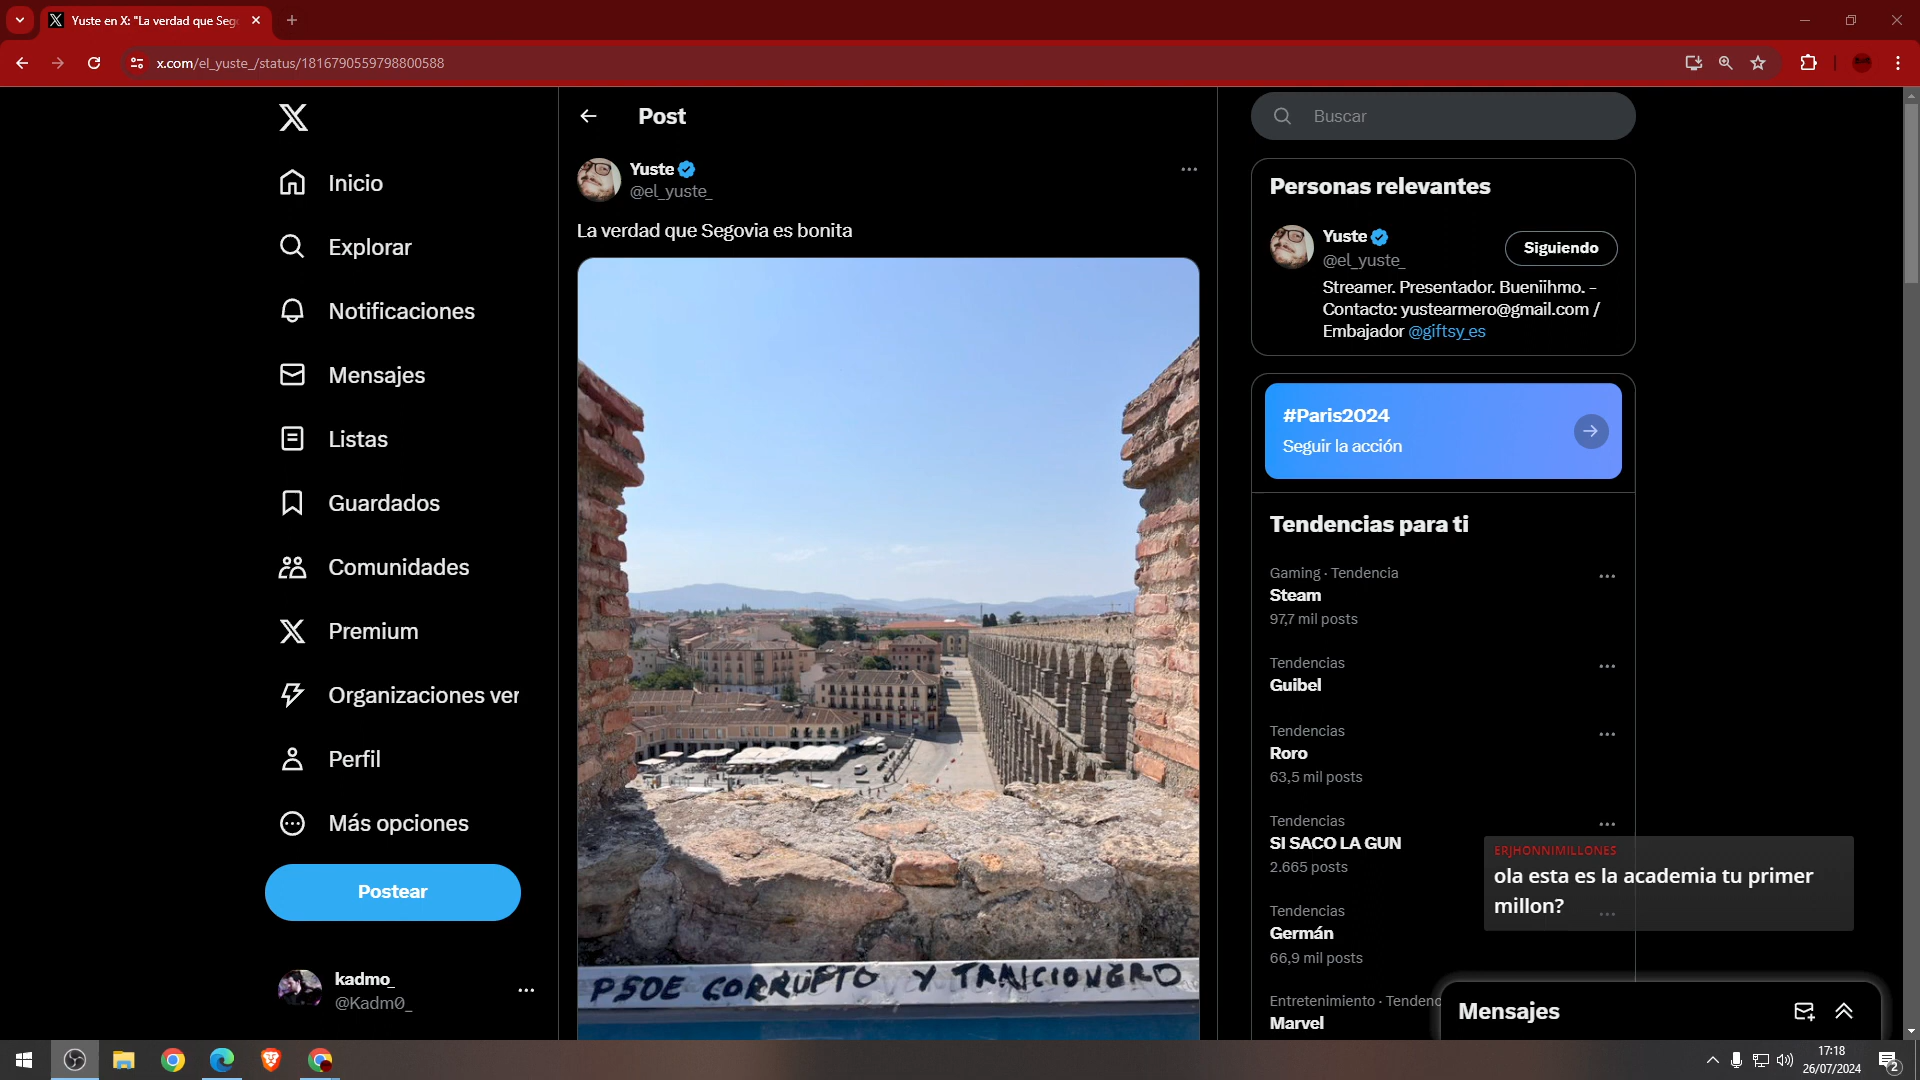 Yuste en X: "La verdad que Seg
x.com/el_yuste_/status/1816790559798800588
Inicio
Explorar
Notificaciones
Mensajes
Listas
Guardados
Comunidades
Premium
Organizaciones ver
Perfil
Más opciones
Postear
kadmo_
@Kadm0_
Post
Yuste
@el_yuste_
La verdad que Segovia es bonita
PSOE CORRUPTO Y TRAICIONERO
Buscar
Personas relevantes
Yuste
@el_yuste_
Siguiendo
Streamer. Presentador. Bueniihmo. -
Contacto: yustearmero@gmail.com /
Embajador @giftsy_es
#Paris2024
Seguir la acción
Tendencias para ti
Gaming · Tendencia
Steam
97,7 mil posts
Tendencias
Guibel
Tendencias
Roro
63,5 mil posts
Tendencias
SI SACO LA GUN
2.665 posts
Tendencias
Germán
66,9 mil posts
Entretenimiento · Tendenc
Marvel
ERJHONNIMILLONES
ola esta es la academia tu primer
millon?
Mensajes
17:18
26/07/2024
2